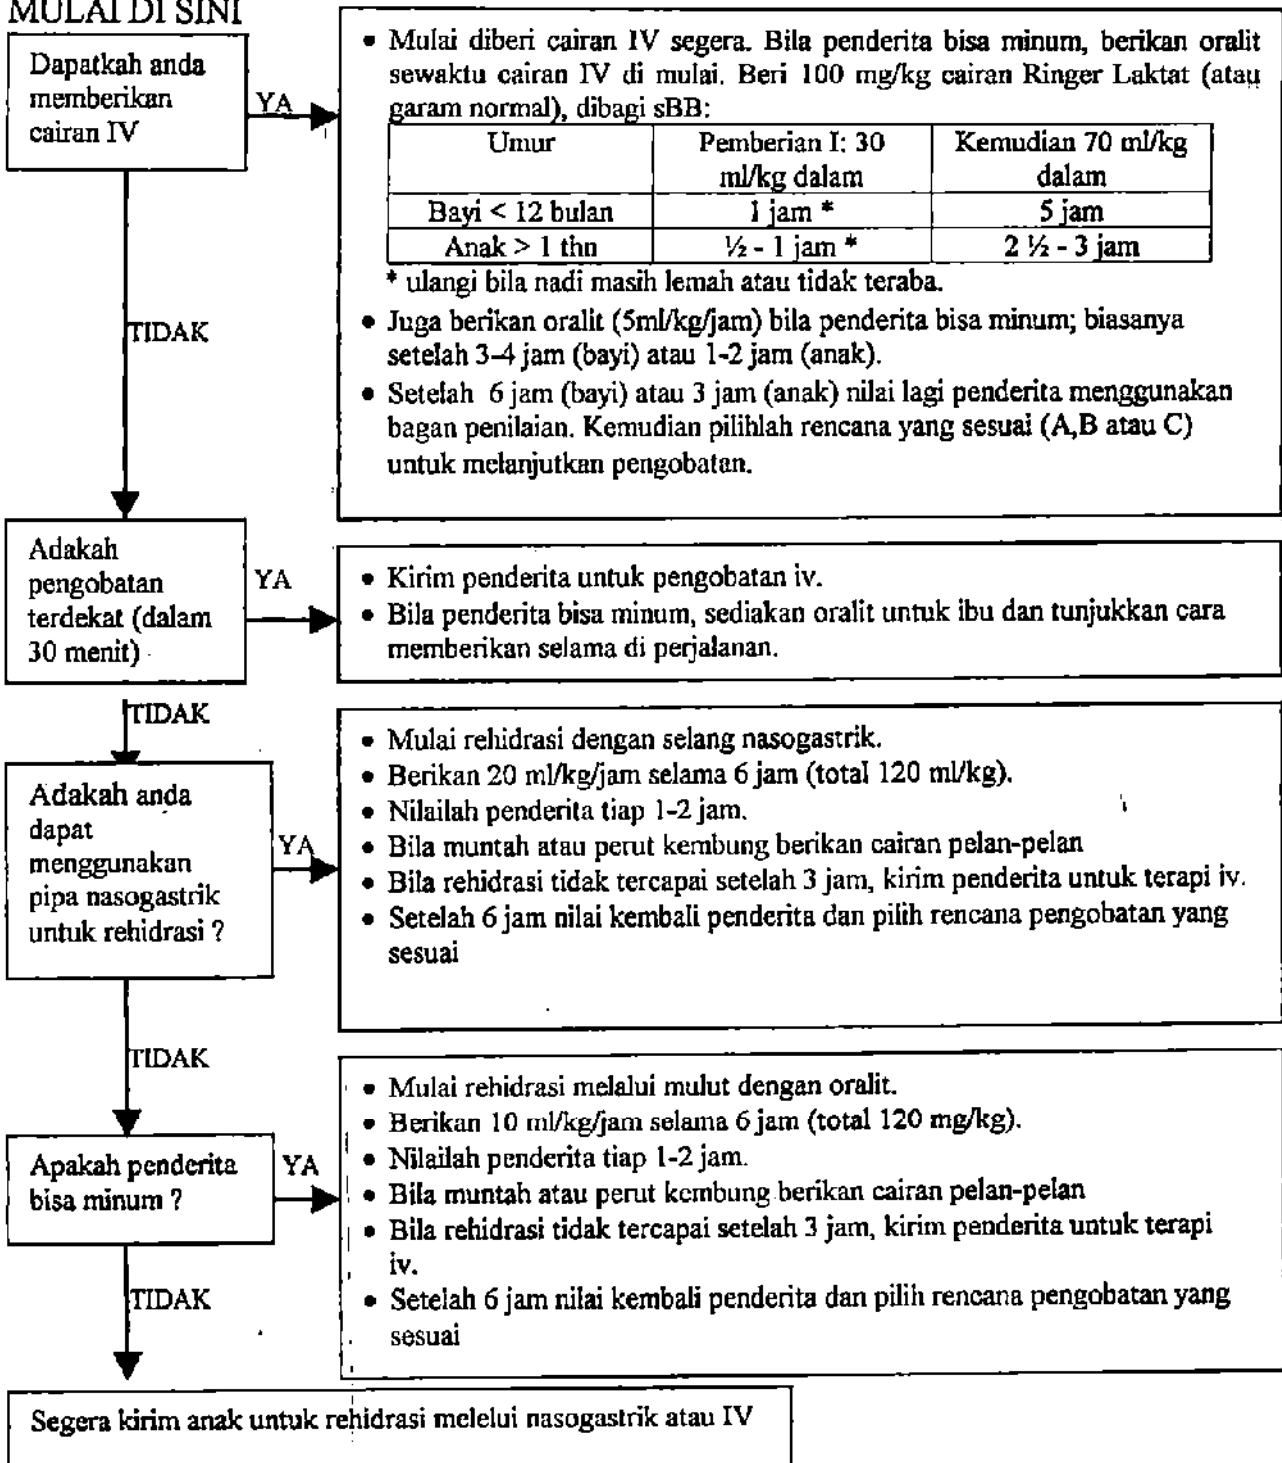 MULAI DI SINI
Dapatkah anda
memberikan
cairan IV
YA
• Mulai diberi cairan IV segera. Bila penderita bisa minum, berikan oralit
sewaktu cairan IV di mulai. Beri 100 mg/kg cairan Ringer Laktat (atau
garam normal), dibagi sBB:
Umur
Pemberian I: 30
ml/kg dalam
Kemudian 70 ml/kg
dalam
Bayi < 12 bulan
1 jam *
5 jam
Anak > 1 thn
½ - 1 jam *
2 ½ - 3 jam
* ulangi bila nadi masih lemah atau tidak teraba.
• Juga berikan oralit (5ml/kg/jam) bila penderita bisa minum; biasanya
setelah 3-4 jam (bayi) atau 1-2 jam (anak).
• Setelah 6 jam (bayi) atau 3 jam (anak) nilai lagi penderita menggunakan
bagan penilaian. Kemudian pilihlah rencana yang sesuai (A,B atau C)
untuk melanjutkan pengobatan.
TIDAK
Adakah
pengobatan
terdekat (dalam
30 menit)
YA
• Kirim penderita untuk pengobatan iv.
• Bila penderita bisa minum, sediakan oralit untuk ibu dan tunjukkan cara
memberikan selama di perjalanan.
TIDAK
Adakah anda
dapat
menggunakan
pipa nasogastrik
untuk rehidrasi ?
YA
• Mulai rehidrasi dengan selang nasogastrik.
• Berikan 20 ml/kg/jam selama 6 jam (total 120 ml/kg).
• Nilailah penderita tiap 1-2 jam.
• Bila muntah atau perut kembung berikan cairan pelan-pelan
• Bila rehidrasi tidak tercapai setelah 3 jam, kirim penderita untuk terapi iv.
• Setelah 6 jam nilai kembali penderita dan pilih rencana pengobatan yang
sesuai
TIDAK
Apakah penderita
bisa minum ?
YA
• Mulai rehidrasi melalui mulut dengan oralit.
• Berikan 10 ml/kg/jam selama 6 jam (total 120 mg/kg).
• Nilailah penderita tiap 1-2 jam.
• Bila muntah atau perut kembung berikan cairan pelan-pelan
• Bila rehidrasi tidak tercapai setelah 3 jam, kirim penderita untuk terapi
iv.
• Setelah 6 jam nilai kembali penderita dan pilih rencana pengobatan yang
sesuai
TIDAK
Segera kirim anak untuk rehidrasi melelui nasogastrik atau IV